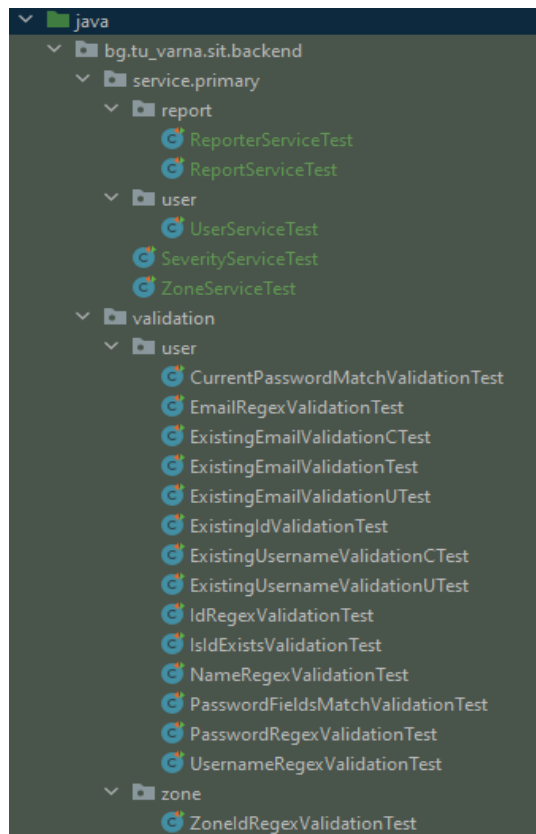 java
bg.tu_varna.sit.backend
service.primary
report
ReporterServiceTest
ReportServiceTest
user
UserServiceTest
SeverityServiceTest
ZoneServiceTest
validation
user
CurrentPasswordMatchValidationTest
EmailRegexValidationTest
ExistingEmailValidationCTest
ExistingEmailValidationTest
ExistingEmailValidationUTest
ExistingIdValidationTest
ExistingUsernameValidationCTest
ExistingUsernameValidationUTest
IdRegexValidationTest
IsIdExistsValidationTest
NameRegexValidationTest
PasswordFieldsMatchValidationTest
PasswordRegexValidationTest
UsernameRegexValidationTest
zone
ZoneIdRegexValidationTest